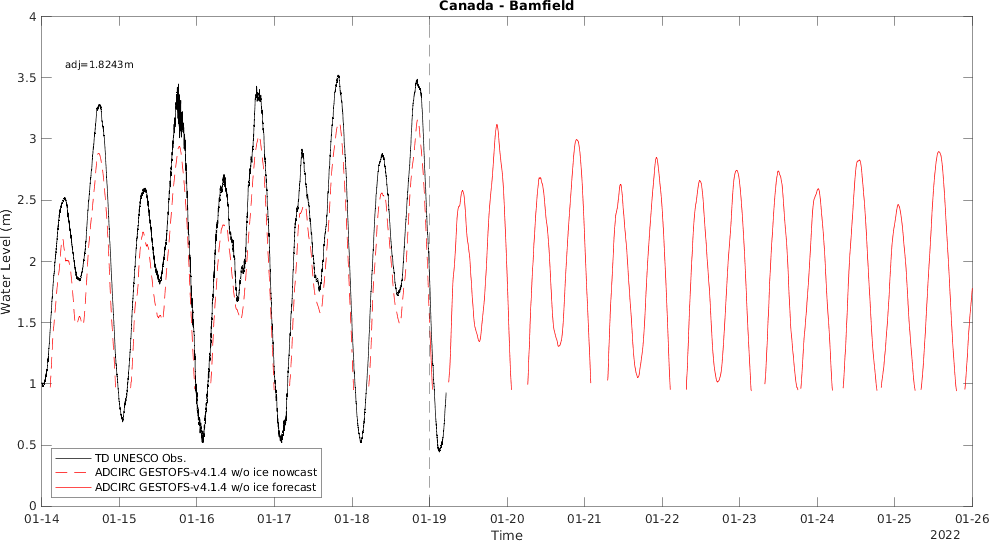 Canada - Bamfield
adj=1.8243m
4
3.5
3
2.5
2
1.5
1
0.5
0
Water Level (m)
TD UNESCO Obs.
ADCIRC GESTOFS-v4.1.4 w/o ice nowcast
ADCIRC GESTOFS-v4.1.4 w/o ice forecast
01-14 01-15 01-16 01-17 01-18 01-19 01-20 01-21 01-22 01-23 01-24 01-25 01-26
Time
2022